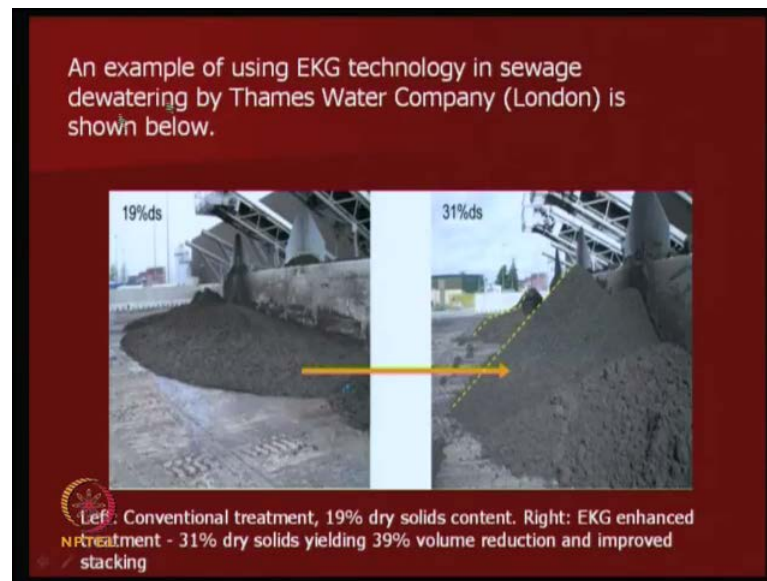 An example of using EKG technology in sewage
dewatering by Thames Water Company (London) is
shown below.
19%ds
31%ds
Left: Conventional treatment, 19% dry solids content. Right: EKG enhanced
treatment - 31% dry solids yielding 39% volume reduction and improved
stacking
NPTEL